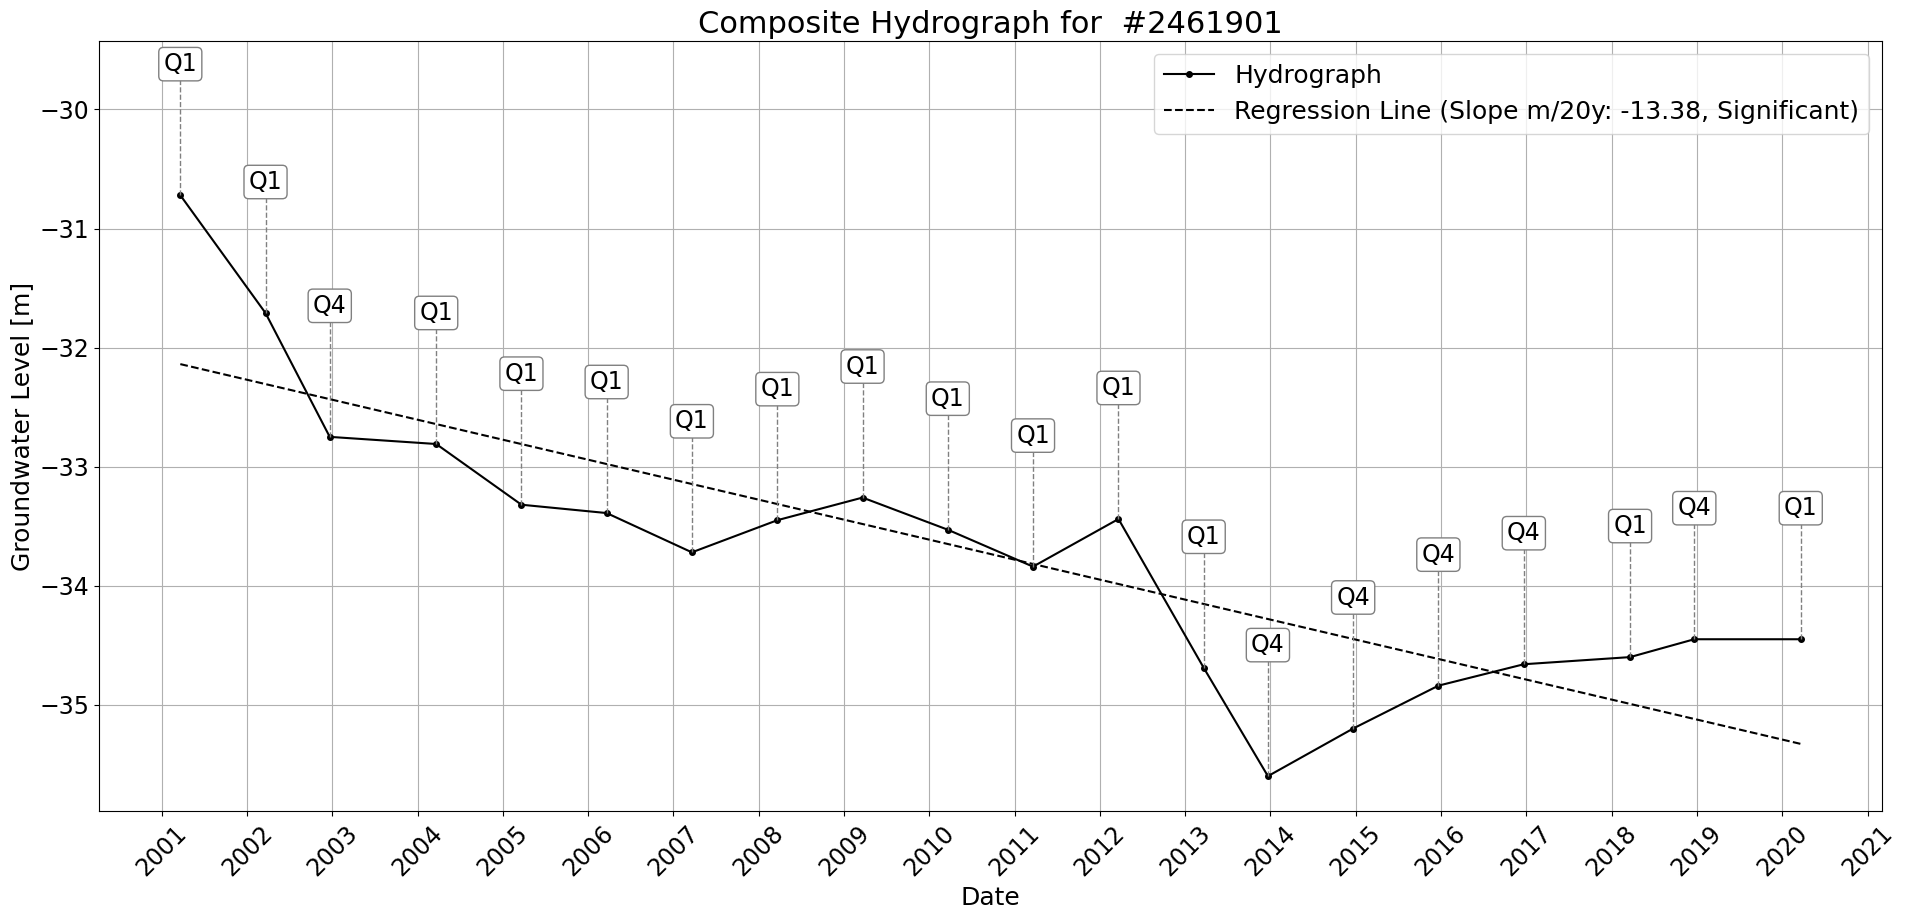 Composite Hydrograph for  #2461901
Hydrograph
Regression Line (Slope m/20y: -13.38, Significant)
Groundwater Level [m]
−30
−31
−32
−33
−34
−35
Q1
Q1
Q4
Q1
Q1
Q1
Q1
Q1
Q1
Q1
Q1
Q1
Q1
Q4
Q4
Q4
Q4
Q1
Q4
Q1
2001
2002
2003
2004
2005
2006
2007
2008
2009
2010
2011
2012
2013
2014
2015
2016
2017
2018
2019
2020
2021
Date